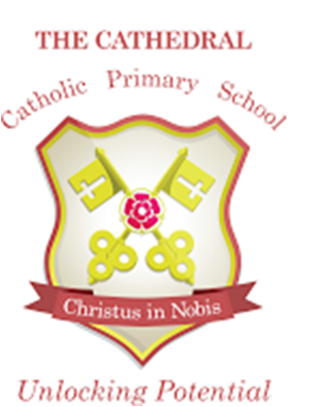 THE CATHEDRAL
Catholic Primary School
Christus in Nobis
Unlocking Potential